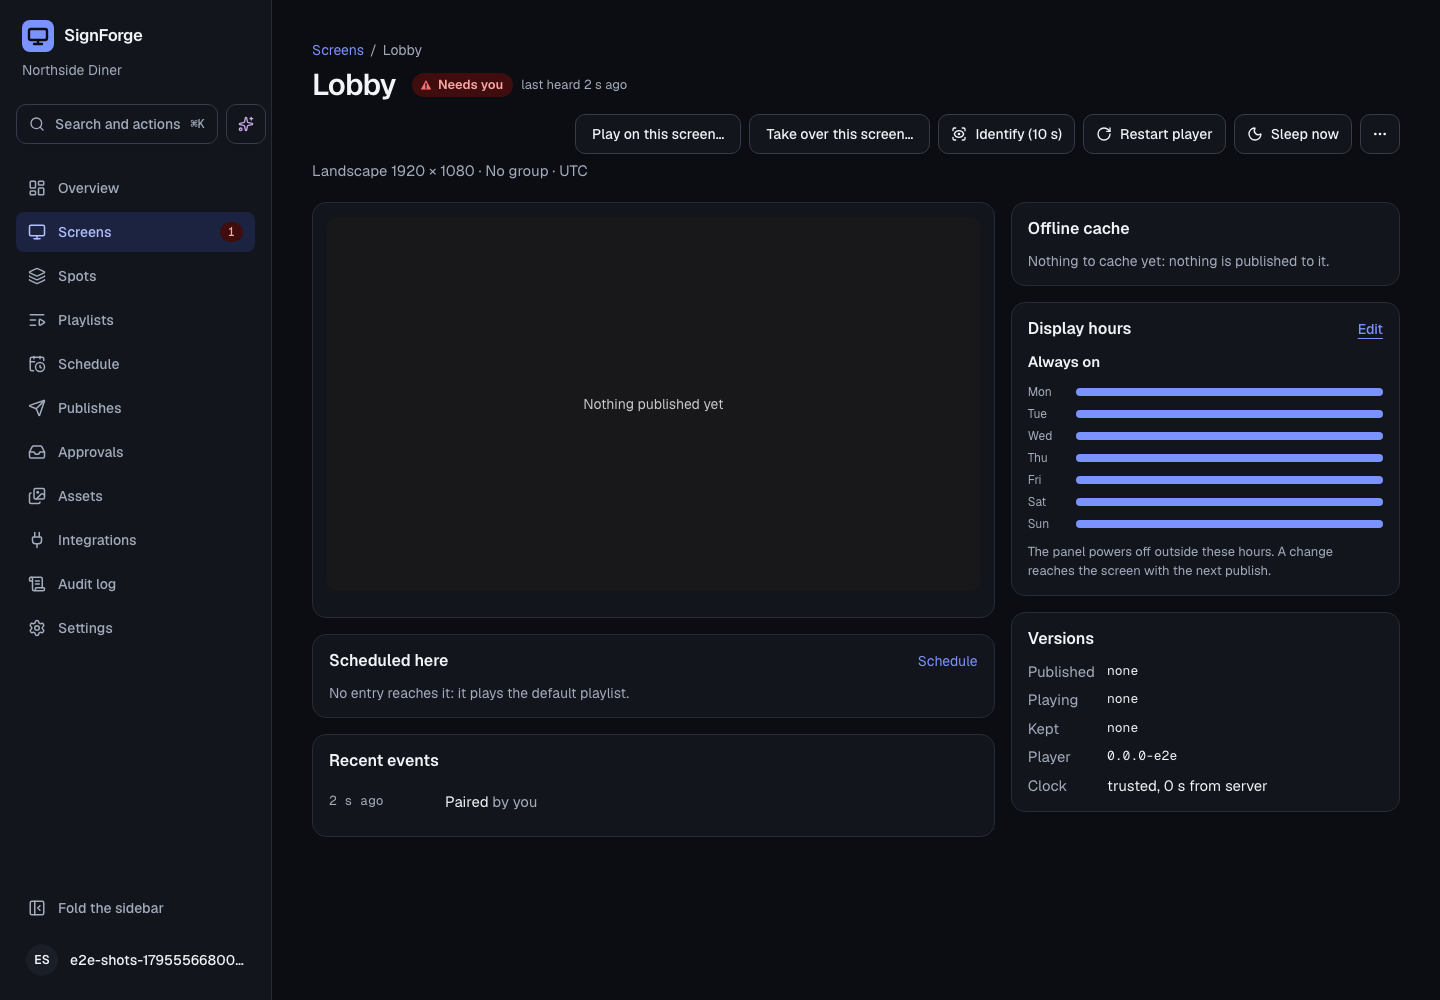 SignForge
Northside Diner
Search and actions ⌘K
Overview
Screens 1
Spots
Playlists
Schedule
Publishes
Approvals
Assets
Integrations
Audit log
Settings
Fold the sidebar
ES e2e-shots-17955566800…
Screens / Lobby
Lobby Needs you last heard 2 s ago
Play on this screen… Take over this screen… Identify (10 s) Restart player Sleep now
Landscape 1920 × 1080 · No group · UTC
Nothing published yet
Scheduled here Schedule
No entry reaches it: it plays the default playlist.
Recent events
2 s ago Paired by you
Offline cache
Nothing to cache yet: nothing is published to it.
Display hours Edit
Always on
Mon
Tue
Wed
Thu
Fri
Sat
Sun
The panel powers off outside these hours. A change
reaches the screen with the next publish.
Versions
Published none
Playing none
Kept none
Player 0.0.0-e2e
Clock trusted, 0 s from server